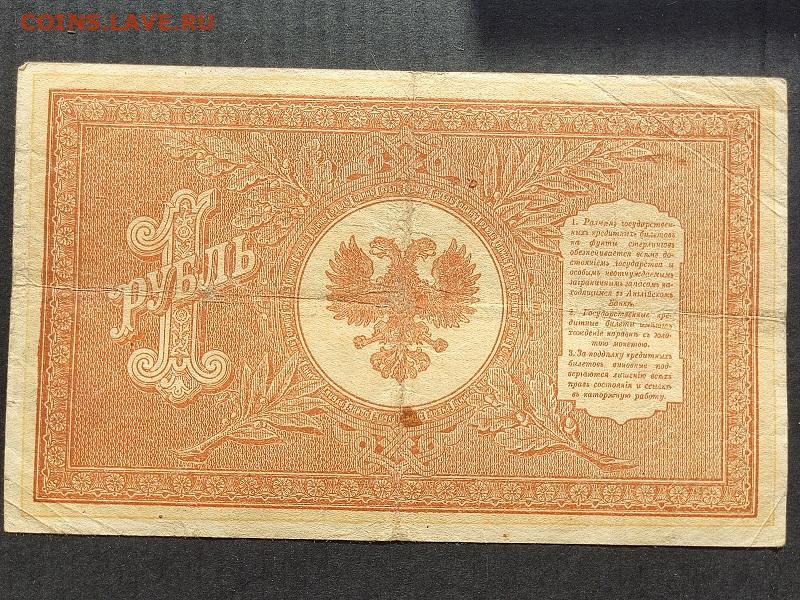 COINS.LAVE.RU
1
РУБЛЬ
1. Размѣнъ государствен-
ныхъ кредитныхъ билетовъ
на фунты стерлинговъ
обезпечивается всѣмъ до-
стояніемъ Государства и
особымъ неотчуждаемымъ
заграничнымъ запасомъ на-
ходящимся въ Англійскомъ
Банкѣ.
2. Государственные кре-
дитные билеты имѣютъ
хожденіе наравнѣ съ золо-
тою монетою.
3. За поддѣлку кредитныхъ
билетовъ виновные под-
вергаются лишенію всѣхъ
правъ состоянія и ссылкѣ
въ каторжную работу.